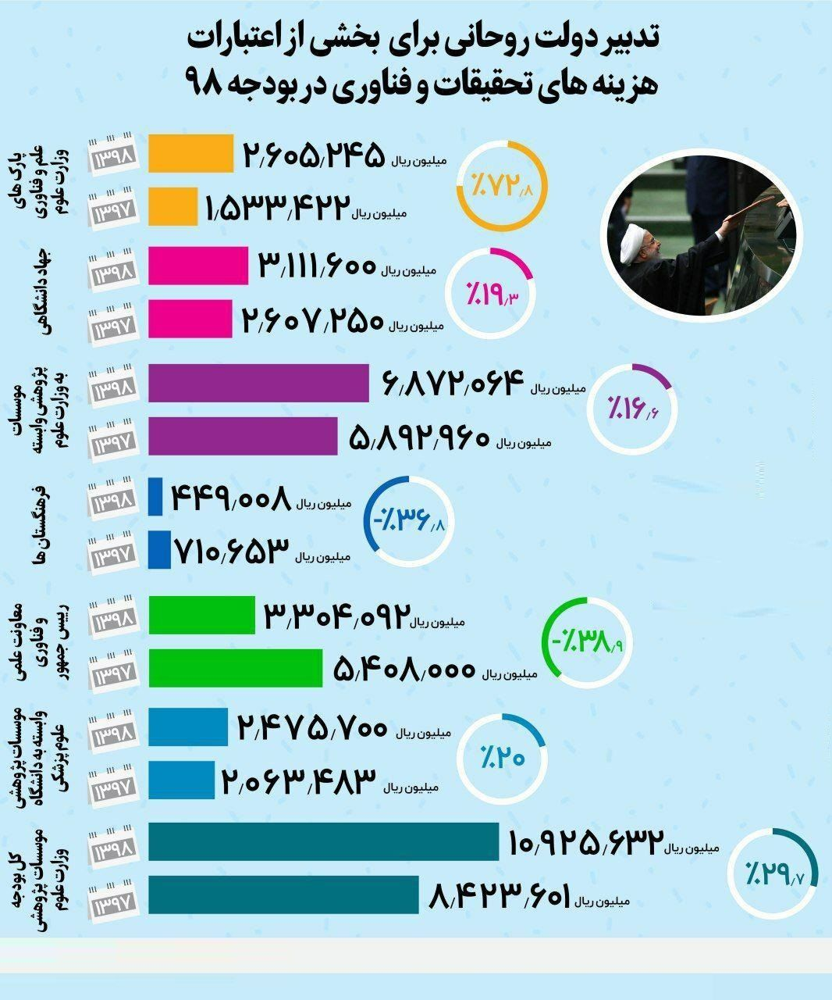 تدبیر دولت روحانی برای بخشی از اعتبارات
هزینه های تحقیقات و فناوری در بودجه ۹۸
پارک های
علم و فناوری
وزارت علوم
۱۳۹۸
۲/۶۰۵/۲۴۵ میلیون ریال
۱۳۹۷
۱/۵۳۳/۴۲۲ میلیون ریال
٪۷۲/۸
جهاد دانشگاهی
۱۳۹۸
۳/۱۱۱/۶۰۰ میلیون ریال
۱۳۹۷
۲/۶۰۷/۲۵۰ میلیون ریال
٪۱۹/۳
موسسات
پژوهشی وابسته
به وزارت علوم
۱۳۹۸
۶/۸۷۲/۰۶۴ میلیون ریال
۱۳۹۷
۵/۸۹۲/۹۶۰ میلیون ریال
٪۱۶/۶
فرهنگستان ها
۱۳۹۸
۴۴۹/۰۰۸ میلیون ریال
۱۳۹۷
۷۱۰/۶۵۳ میلیون ریال
-٪۳۶/۸
معاونت علمی
و فناوری
رییس جمهور
۱۳۹۸
۳/۳۰۴/۰۹۲ میلیون ریال
۱۳۹۷
۵/۴۰۸/۰۰۰ میلیون ریال
-٪۳۸/۹
موسسات پژوهشی
وابسته به دانشگاه
علوم پزشکی
۱۳۹۸
۲/۴۷۵/۷۰۰ میلیون ریال
۱۳۹۷
۲/۰۶۳/۴۸۳ میلیون ریال
٪۲۰
کل بودجه
موسسات پژوهشی
وزارت علوم
۱۳۹۸
۱۰/۹۲۵/۶۳۲ میلیون ریال
۱۳۹۷
۸/۴۲۳/۶۰۱ میلیون ریال
٪۲۹/۷